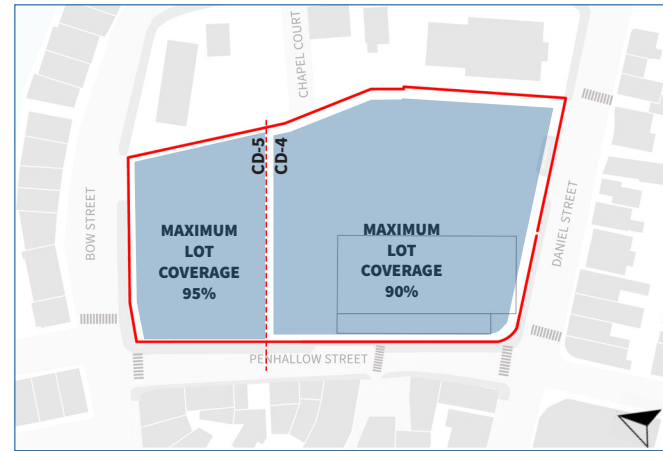 CHAPEL COURT
CD-5
CD-4
BOW STREET
MAXIMUM
LOT
COVERAGE
95%
MAXIMUM
LOT
COVERAGE
90%
DANIEL STREET
PENHALLOW STREET